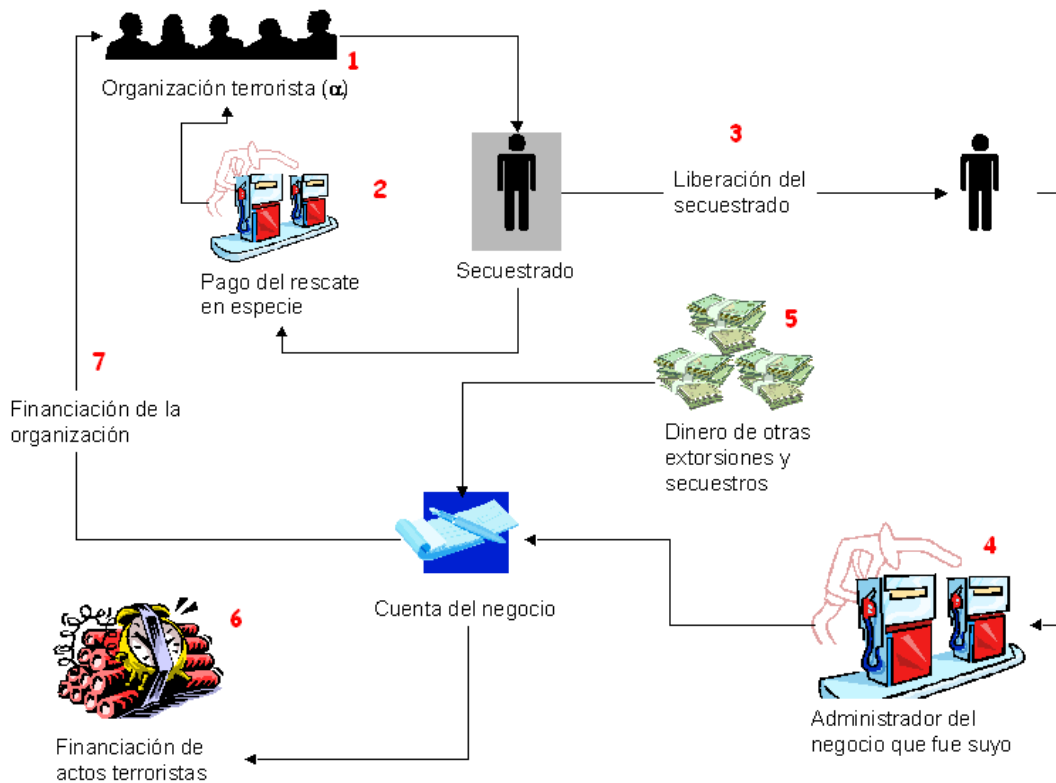 1
Organización terrorista (α)
2
Pago del rescate
en especie
Secuestrado
3
Liberación del
secuestrado
5
Dinero de otras
extorsiones y
secuestros
7
Financiación de la
organización
4
Administrador del
negocio que fue suyo
Cuenta del negocio
6
Financiación de
actos terroristas